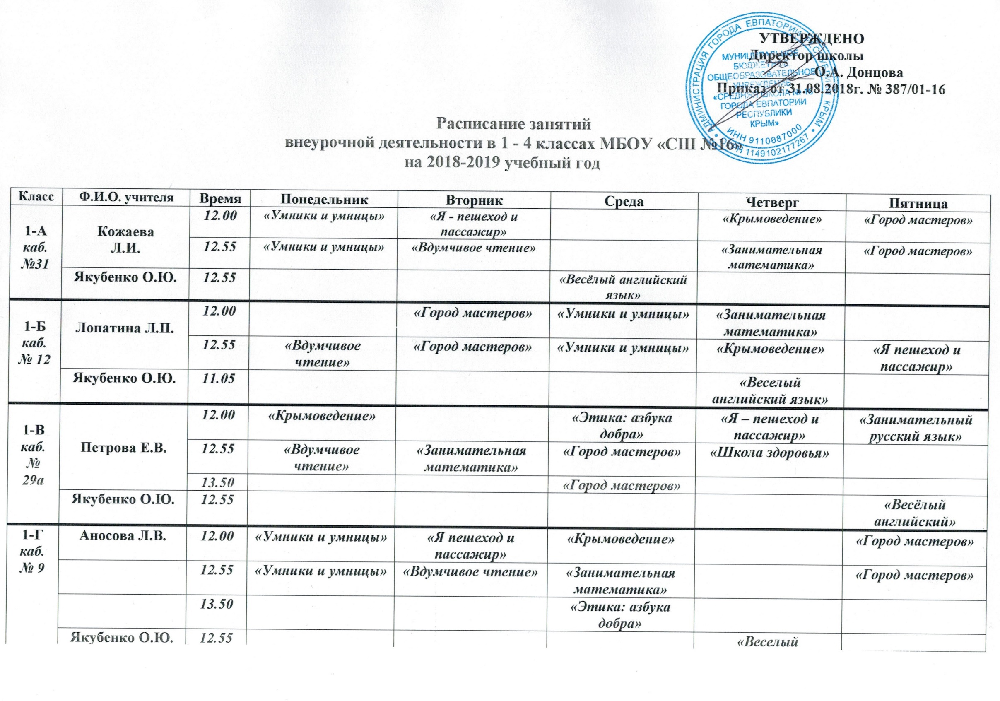 УТВЕРЖДЕНО
Директор школы
О.А. Донцова
Приказ от 31.08.2018г. № 387/01-16
АДМИНИСТРАЦИЯ ГОРОДА ЕВПАТОРИИ РЕСПУБЛИКИ КРЫМ
МУНИЦИПАЛЬНОЕ
БЮДЖЕТНОЕ
ОБЩЕОБРАЗОВАТЕЛЬНОЕ
УЧРЕЖДЕНИЕ
«СРЕДНЯЯ ШКОЛА № 16
ГОРОДА ЕВПАТОРИИ
РЕСПУБЛИКИ
КРЫМ»
ИНН 9110087000
ОГРН 1149102177267
Расписание занятий
внеурочной деятельности в 1 - 4 классах МБОУ «СШ №16»
на 2018-2019 учебный год
Класс Ф.И.О. учителя Время Понедельник Вторник Среда Четверг Пятница
1-А
каб.
№31
Кожаева
Л.И.
12.00 «Умники и умницы» «Я - пешеход и «Крымоведение» «Город мастеров»
пассажир»
12.55 «Умники и умницы» «Вдумчивое чтение» «Занимательная «Город мастеров»
математика»
Якубенко О.Ю. 12.55 «Весёлый английский
язык»
1-Б
каб.
№ 12
Лопатина Л.П.
12.00 «Город мастеров» «Умники и умницы» «Занимательная
математика»
12.55 «Вдумчивое «Город мастеров» «Умники и умницы» «Крымоведение» «Я пешеход и
чтение» пассажир»
Якубенко О.Ю. 11.05 «Веселый
английский язык»
1-В
каб.
№
29а
Петрова Е.В.
12.00 «Крымоведение» «Этика: азбука «Я – пешеход и «Занимательный
добра» пассажир» русский язык»
12.55 «Вдумчивое «Занимательная «Город мастеров» «Школа здоровья»
чтение» математика»
13.50 «Город мастеров»
Якубенко О.Ю. 12.55 «Весёлый
английский»
1-Г
каб.
№ 9
Аносова Л.В. 12.00 «Умники и умницы» «Я пешеход и «Крымоведение» «Город мастеров»
пассажир»
12.55 «Умники и умницы» «Вдумчивое чтение» «Занимательная «Город мастеров»
математика»
13.50 «Этика: азбука
добра»
Якубенко О.Ю. 12.55 «Веселый